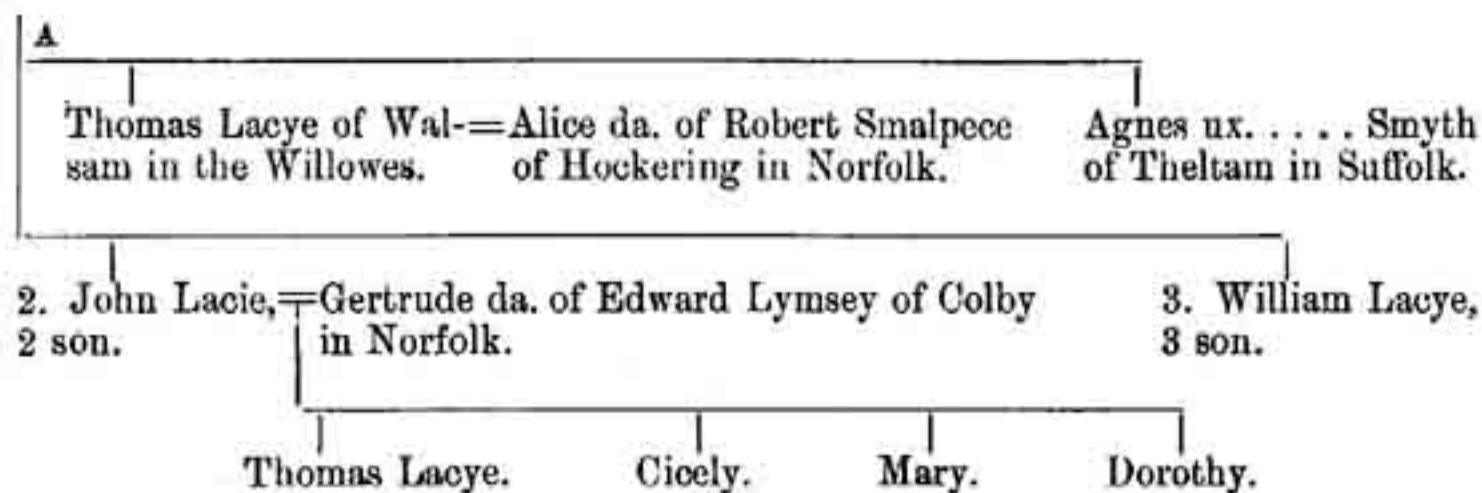 A
Thomas Lacye of Wal-=Alice da. of Robert Smalpece Agnes ux. . . . . Smyth
sam in the Willowes. of Hockering in Norfolk. of Theltam in Suffolk.
2. John Lacie,=Gertrude da. of Edward Lymsey of Colby 3. William Lacye,
2 son. in Norfolk. 3 son.
Thomas Lacye. Cicely. Mary. Dorothy.